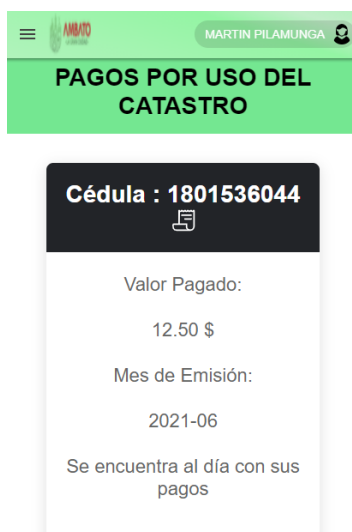 AMBATO
MARTIN PILAMUNGA
PAGOS POR USO DEL
CATASTRO
Cédula : 1801536044
Valor Pagado:
12.50 $
Mes de Emisión:
2021-06
Se encuentra al día con sus
pagos